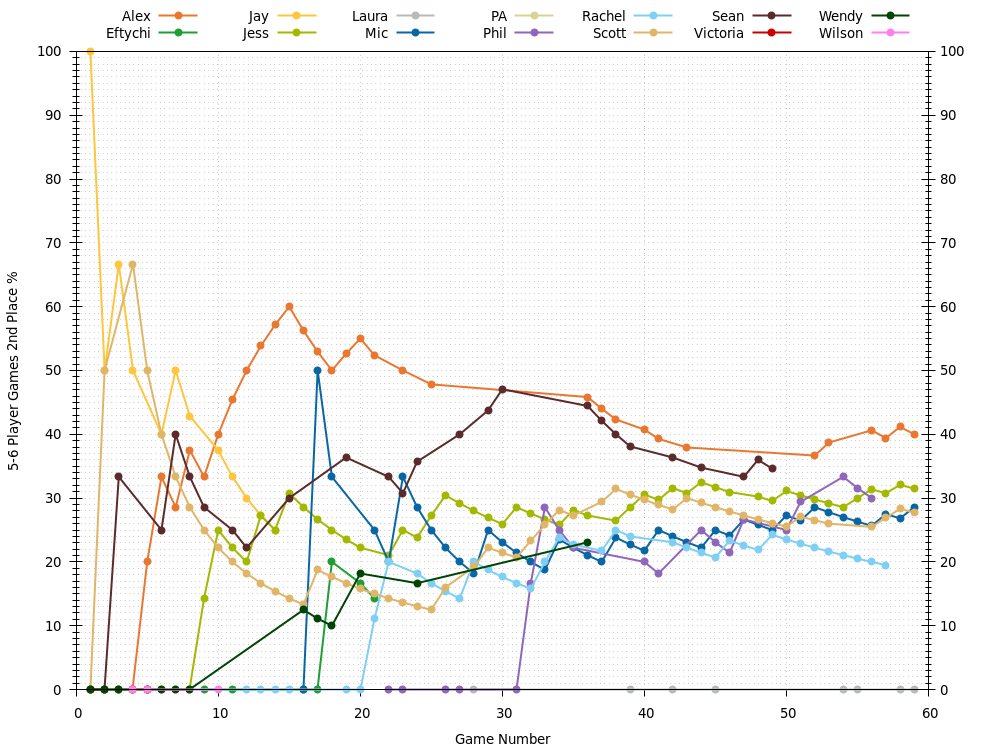 Alex Jay Laura PA Rachel Sean Wendy
Eftychi Jess Mic Phil Scott Victoria Wilson
100 100
90 90
80 80
70 70
60 60
50 50
40 40
30 30
20 20
10 10
0 0
0 10 20 30 40 50 60
5-6 Player Games 2nd Place %
Game Number